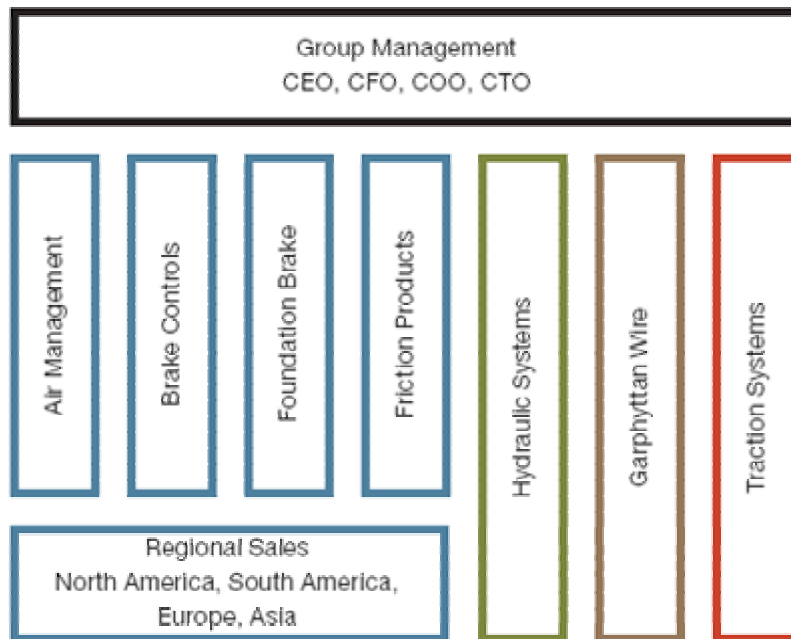 Group Management
CEO, CFO, COO, CTO
Air Management
Brake Controls
Foundation Brake
Friction Products
Hydraulic Systems
Garphyttan Wire
Traction Systems
Regional Sales
North America, South America,
Europe, Asia